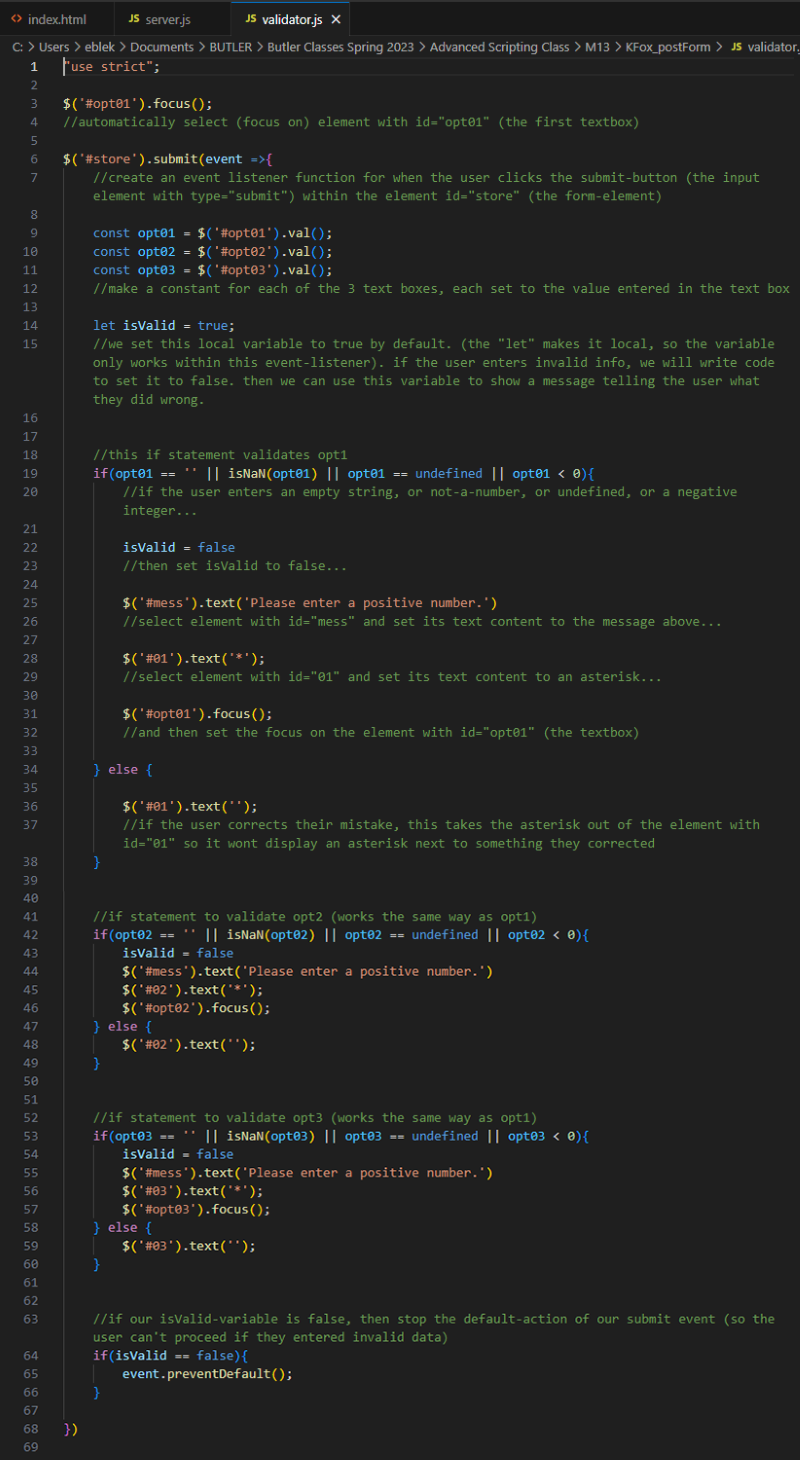 index.html JS server.js JS validator.js ✕
C: > Users > eblek > Documents > BUTLER > Butler Classes Spring 2023 > Advanced Scripting Class > M13 > KFox_postForm > JS validator.
1 "use strict";
2
3 $('#opt01').focus();
4 //automatically select (focus on) element with id="opt01" (the first textbox)
5
6 $('#store').submit(event =>{
7 //create an event listener function for when the user clicks the submit-button (the input
element with type="submit") within the element id="store" (the form-element)
8
9 const opt01 = $('#opt01').val();
10 const opt02 = $('#opt02').val();
11 const opt03 = $('#opt03').val();
12 //make a constant for each of the 3 text boxes, each set to the value entered in the text box
13
14 let isValid = true;
15 //we set this local variable to true by default. (the "let" makes it local, so the variable
only works within this event-listener). if the user enters invalid info, we will write code
to set it to false. then we can use this variable to show a message telling the user what
they did wrong.
16
17
18 //this if statement validates opt1
19 if(opt01 == '' || isNaN(opt01) || opt01 == undefined || opt01 < 0){
20 //if the user enters an empty string, or not-a-number, or undefined, or a negative
integer...
21
22 isValid = false
23 //then set isValid to false...
24
25 $('#mess').text('Please enter a positive number.')
26 //select element with id="mess" and set its text content to the message above...
27
28 $('#01').text('*');
29 //select element with id="01" and set its text content to an asterisk...
30
31 $('#opt01').focus();
32 //and then set the focus on the element with id="opt01" (the textbox)
33
34 } else {
35
36 $('#01').text('');
37 //if the user corrects their mistake, this takes the asterisk out of the element with
id="01" so it wont display an asterisk next to something they corrected
38 }
39
40
41 //if statement to validate opt2 (works the same way as opt1)
42 if(opt02 == '' || isNaN(opt02) || opt02 == undefined || opt02 < 0){
43 isValid = false
44 $('#mess').text('Please enter a positive number.')
45 $('#02').text('*');
46 $('#opt02').focus();
47 } else {
48 $('#02').text('');
49 }
50
51
52 //if statement to validate opt3 (works the same way as opt1)
53 if(opt03 == '' || isNaN(opt03) || opt03 == undefined || opt03 < 0){
54 isValid = false
55 $('#mess').text('Please enter a positive number.')
56 $('#03').text('*');
57 $('#opt03').focus();
58 } else {
59 $('#03').text('');
60 }
61
62
63 //if our isValid-variable is false, then stop the default-action of our submit event (so the
user can't proceed if they entered invalid data)
64 if(isValid == false){
65 event.preventDefault();
66 }
67
68 })
69